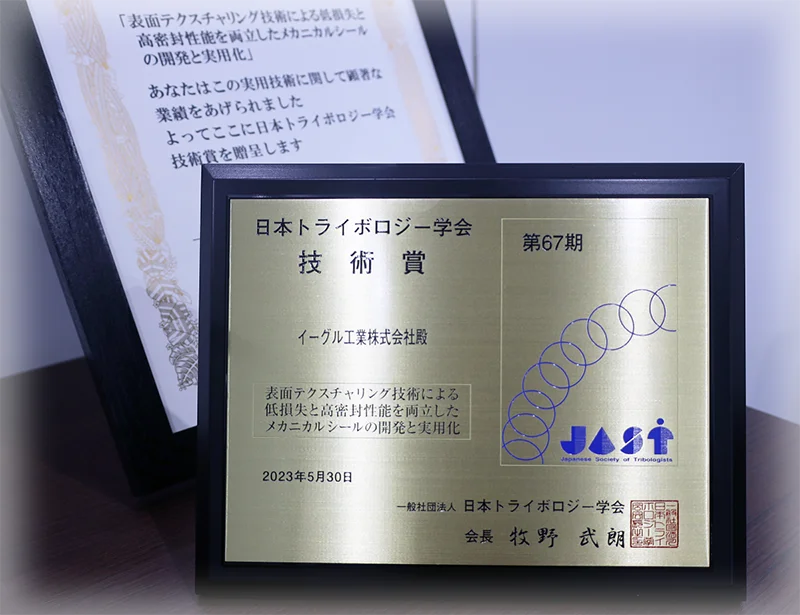 「表面テクスチャリング技術による低損失と
高密封性能を両立したメカニカルシール
の開発と実用化」
あなたはこの実用技術に関して顕著な
業績をあげられました
よってここに日本トライボロジー学会
技術賞を贈呈します
日本トライボロジー学会
技術賞
第67期
イーグル工業株式会社殿
表面テクスチャリング技術による
低損失と高密封性能を両立した
メカニカルシールの開発と実用化
JAST
Japanese Society of Tribologists
2023年5月30日
一般社団法人 日本トライボロジー学会
会長 牧野 武朗